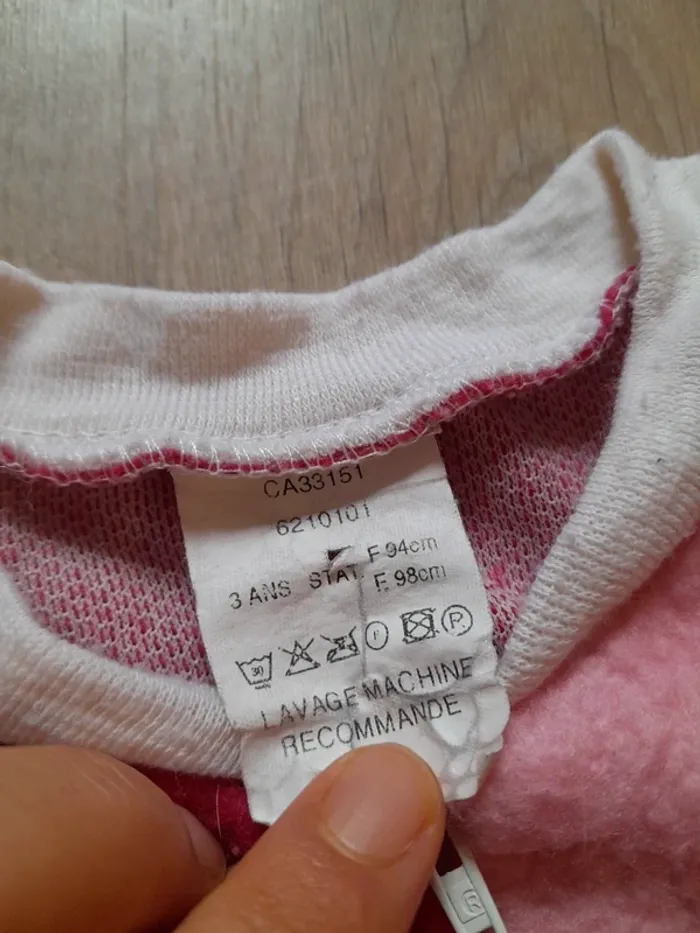 CA33151
6210101
F 94cm
3 ANS STAT. F. 98cm
30 P
LAVAGE MACHINE
RECOMMANDE